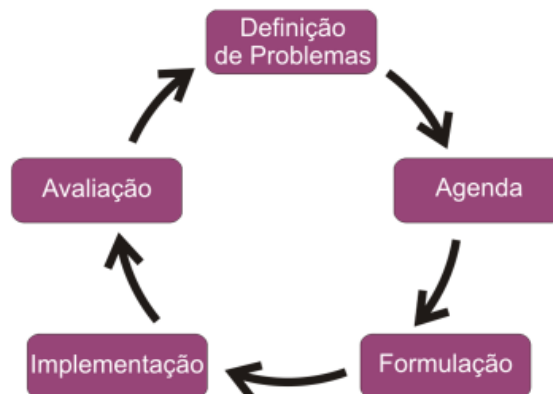 Definição
de Problemas
Agenda
Formulação
Implementação
Avaliação